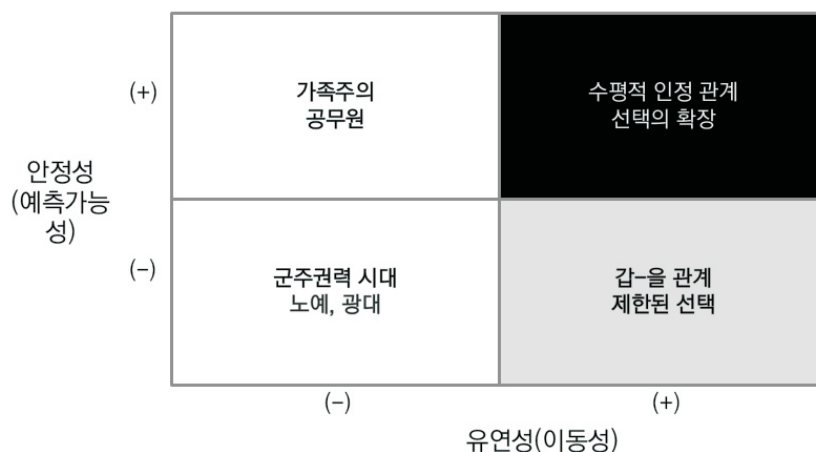 (+)
가족주의
공무원
수평적 인정 관계
선택의 확장
안정성
(예측가능
성)
(−)
군주권력 시대
노예, 광대
갑-을 관계
제한된 선택
(−)
(+)
유연성(이동성)